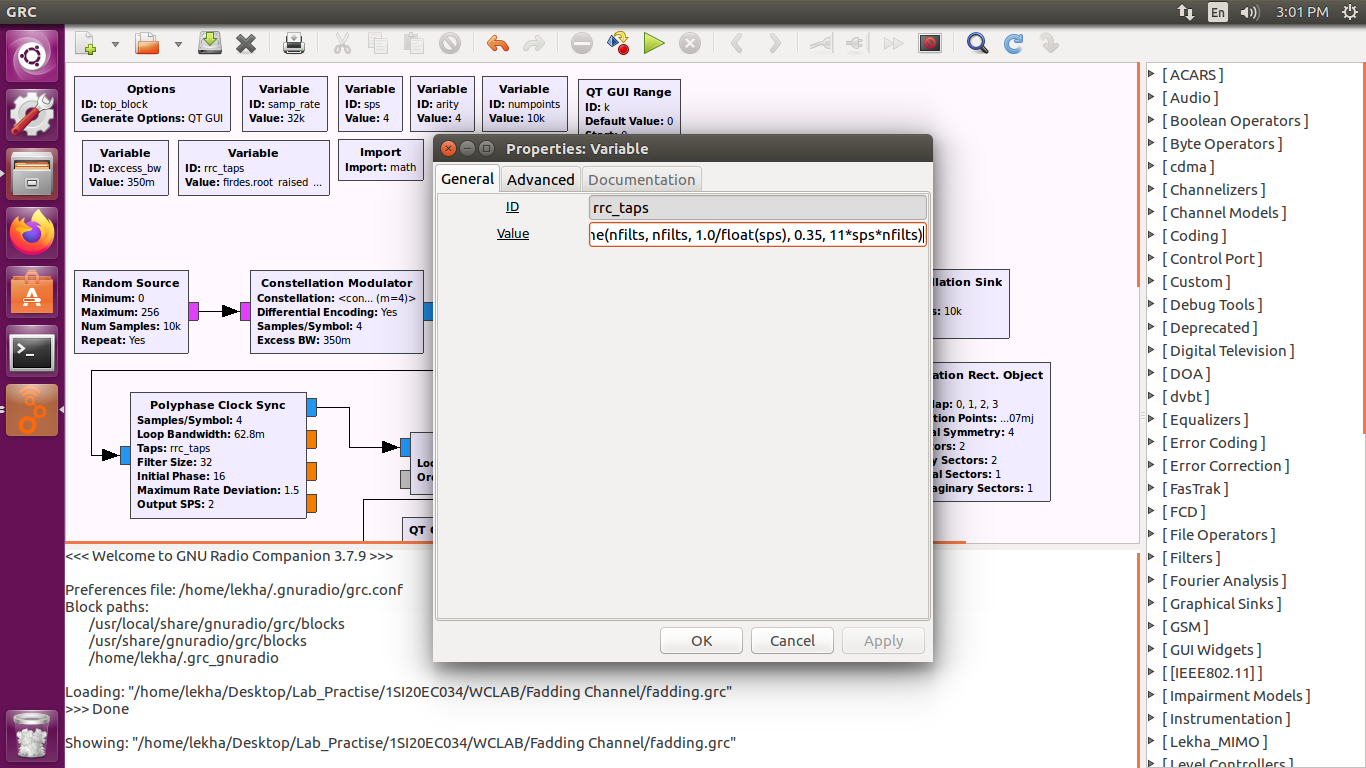 GRC
En
3:01 PM
Options
ID: top_block
Generate Options: QT GUI
Variable
ID: samp_rate
Value: 32k
Variable
ID: sps
Value: 4
Variable
ID: arity
Value: 4
Variable
ID: numpoints
Value: 10k
QT GUI Range
ID: k
Default Value: 0
Start: 0
Variable
ID: excess_bw
Value: 350m
Variable
ID: rrc_taps
Value: firdes.root_raised_...
Import
Import: math
Properties: Variable
General
Advanced
Documentation
ID
rrc_taps
Value
ne(nfilts, nfilts, 1.0/float(sps), 0.35, 11*sps*nfilts)
OK
Cancel
Apply
Random Source
Minimum: 0
Maximum: 256
Num Samples: 10k
Repeat: Yes
Constellation Modulator
Constellation: <con... (m=4)>
Differential Encoding: Yes
Samples/Symbol: 4
Excess BW: 350m
llation Sink
s: 10k
Polyphase Clock Sync
Samples/Symbol: 4
Loop Bandwidth: 62.8m
Taps: rrc_taps
Filter Size: 32
Initial Phase: 16
Maximum Rate Deviation: 1.5
Output SPS: 2
Loo
Ord
QT G
ation Rect. Object
lap: 0, 1, 2, 3
tion Points: ...07mj
al Symmetry: 4
ors: 2
y Sectors: 2
al Sectors: 1
aginary Sectors: 1
<<< Welcome to GNU Radio Companion 3.7.9 >>>
Preferences file: /home/lekha/.gnuradio/grc.conf
Block paths:
/usr/local/share/gnuradio/grc/blocks
/usr/share/gnuradio/grc/blocks
/home/lekha/.grc_gnuradio
Loading: "/home/lekha/Desktop/Lab_Practise/1SI20EC034/WCLAB/Fadding Channel/fadding.grc"
>>> Done
Showing: "/home/lekha/Desktop/Lab_Practise/1SI20EC034/WCLAB/Fadding Channel/fadding.grc"
[ ACARS ]
[ Audio ]
[ Boolean Operators ]
[ Byte Operators ]
[ cdma ]
[ Channelizers ]
[ Channel Models ]
[ Coding ]
[ Control Port ]
[ Custom ]
[ Debug Tools ]
[ Deprecated ]
[ Digital Television ]
[ DOA ]
[ dvbt ]
[ Equalizers ]
[ Error Coding ]
[ Error Correction ]
[ FasTrak ]
[ FCD ]
[ File Operators ]
[ Filters ]
[ Fourier Analysis ]
[ Graphical Sinks ]
[ GSM ]
[ GUI Widgets ]
[ [IEEE802.11] ]
[ Impairment Models ]
[ Instrumentation ]
[ Lekha_MIMO ]
[ Level Controllers ]